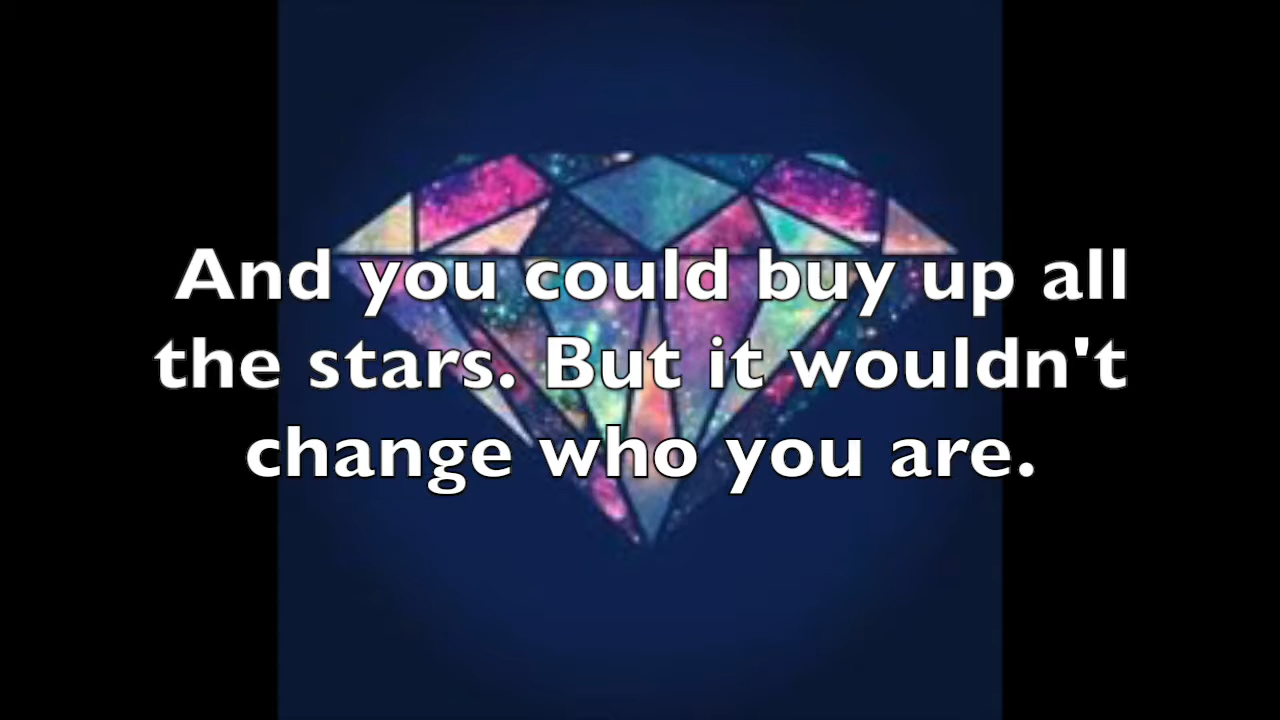 And you could buy up all
the stars. But it wouldn't
change who you are.